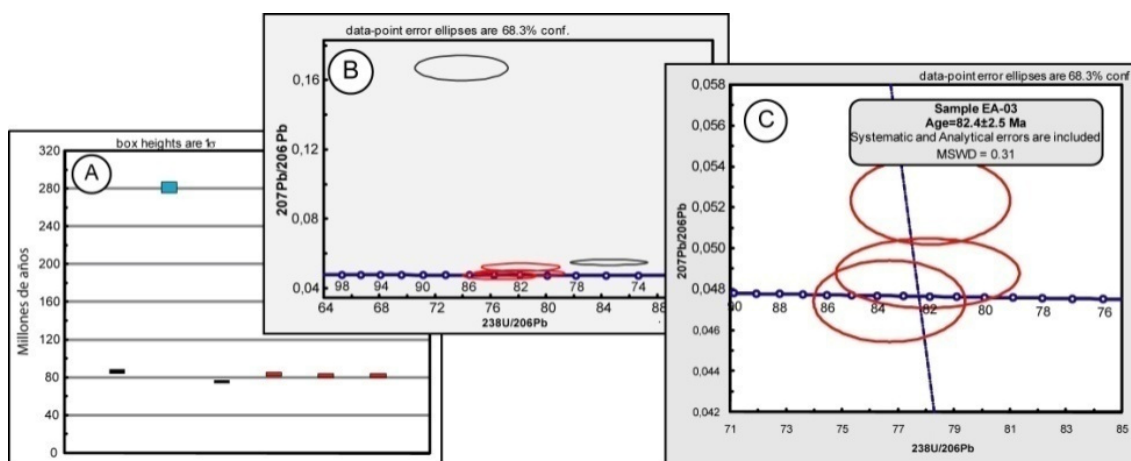 box heights are 1σ
A
320
280
240
200
160
120
80
40
0
Millones de años
data-point error ellipses are 68.3% conf.
B
0,16
0,12
0,08
0,04
207Pb/206 Pb
98 94 90 86 82 78 74
64 68 72 76 80 84 8
238U/206Pb
data-point error ellipses are 68.3% conf
C
Sample EA-03
Age=82.4±2.5 Ma
Systematic and Analytical errors are included
MSWD = 0.31
0,058
0,056
0,054
0,052
0,050
0,048
0,046
0,044
0,042
207Pb/206Pb
90 88 86 84 82 80 78 76
71 73 75 77 79 81 83 85
238U/206Pb